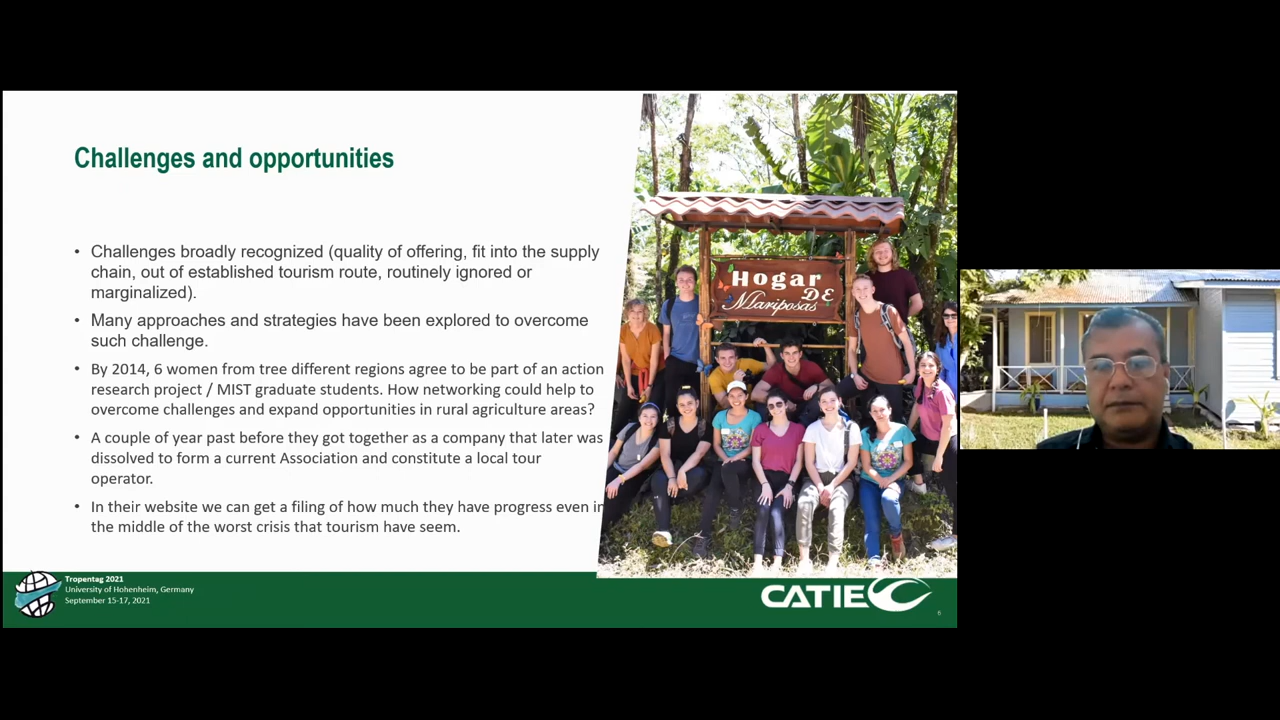 Challenges and opportunities
• Challenges broadly recognized (quality of offering, fit into the supply
chain, out of established tourism route, routinely ignored or
marginalized).
• Many approaches and strategies have been explored to overcome
such challenge.
• By 2014, 6 women from tree different regions agree to be part of an action
research project / MIST graduate students. How networking could help to
overcome challenges and expand opportunities in rural agriculture areas?
• A couple of year past before they got together as a company that later was
dissolved to form a current Association and constitute a local tour
operator.
• In their website we can get a filing of how much they have progress even in
the middle of the worst crisis that tourism have seem.
Hogar
DE
Mariposas
Tropentag 2021
University of Hohenheim, Germany
September 15-17, 2021
CATIE
6